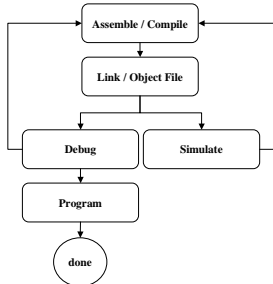 Assemble / Compile
Link / Object File
Debug
Simulate
Program
done